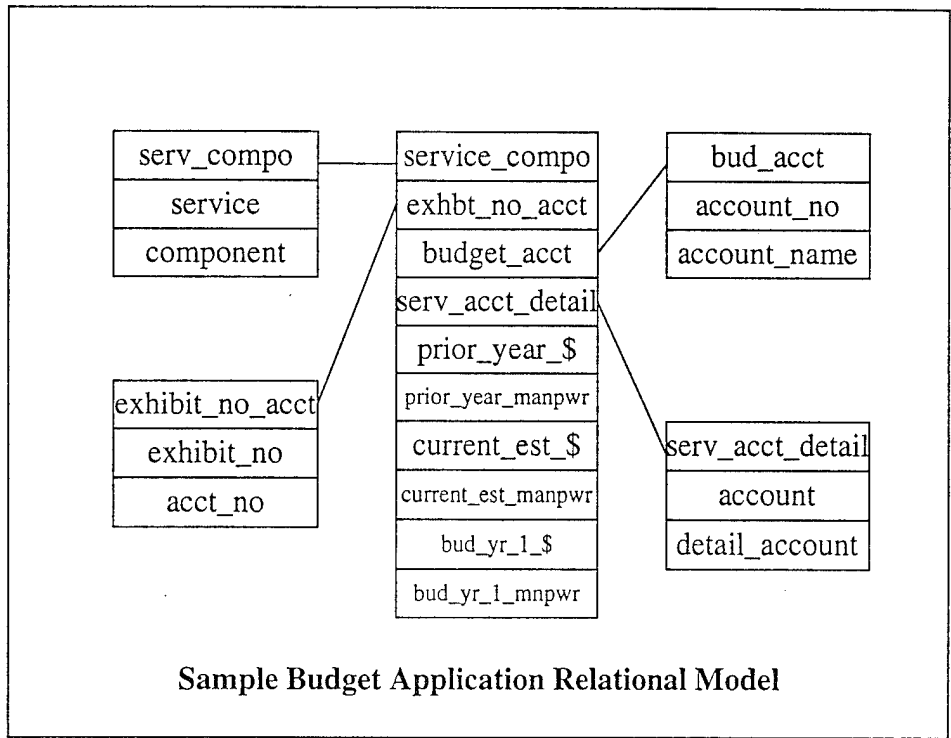 serv_compo
service
component
exhibit_no_acct
exhibit_no
acct_no
service_compo
exhbt_no_acct
budget_acct
serv_acct_detail
prior_year_$
prior_year_manpwr
current_est_$
current_est_manpwr
bud_yr_1_$
bud_yr_1_mnpwr
bud_acct
account_no
account_name
serv_acct_detail
account
detail_account
Sample Budget Application Relational Model